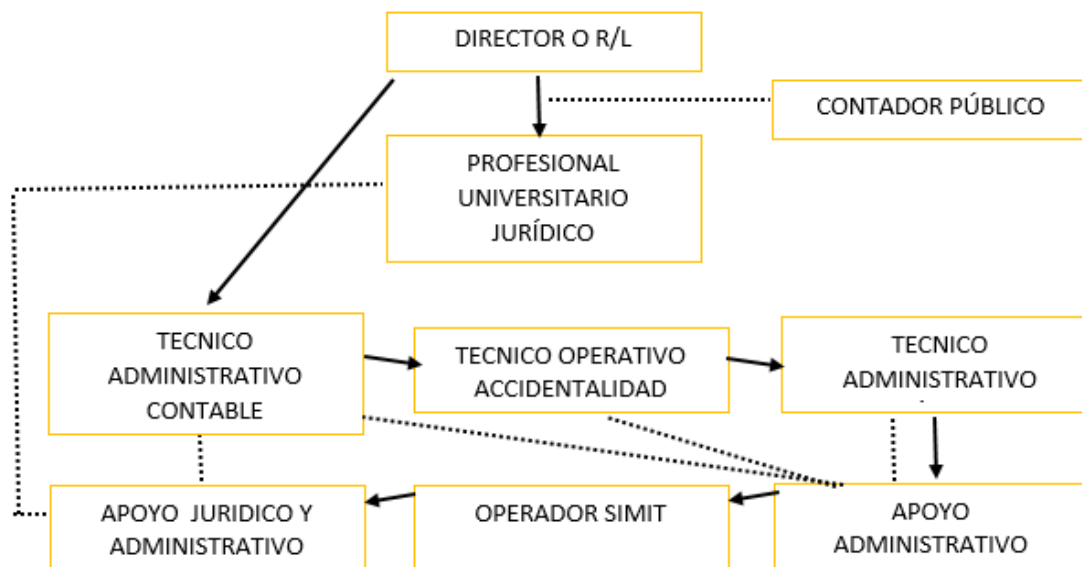 DIRECTOR O R/L
CONTADOR PÚBLICO
PROFESIONAL
UNIVERSITARIO
JURÍDICO
TECNICO
ADMINISTRATIVO
CONTABLE
TECNICO OPERATIVO
ACCIDENTALIDAD
TECNICO
ADMINISTRATIVO
.
APOYO JURIDICO Y
ADMINISTRATIVO
OPERADOR SIMIT
APOYO
ADMINISTRATIVO